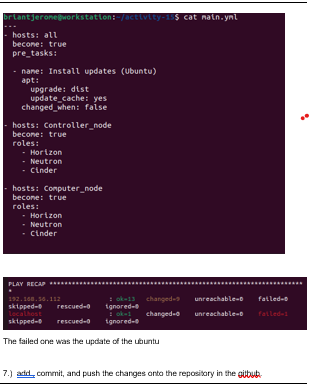 briantjerome@workstation:~/activity-15$ cat main.yml
---
- hosts: all
become: true
pre_tasks:
- name: Install updates (Ubuntu)
apt:
upgrade: dist
update_cache: yes
changed_when: false
- hosts: Controller_node
become: true
roles:
- Horizon
- Neutron
- Cinder
- hosts: Computer_node
become: true
roles:
- Horizon
- Neutron
- Cinder
PLAY RECAP *********************************************************************
*
192.168.56.112 : ok=13 changed=9 unreachable=0 failed=0
skipped=0 rescued=0 ignored=0
localhost : ok=1 changed=0 unreachable=0 failed=1
skipped=0 rescued=0 ignored=0
The failed one was the update of the ubuntu
7.) add,, commit, and push the changes onto the repository in the github.